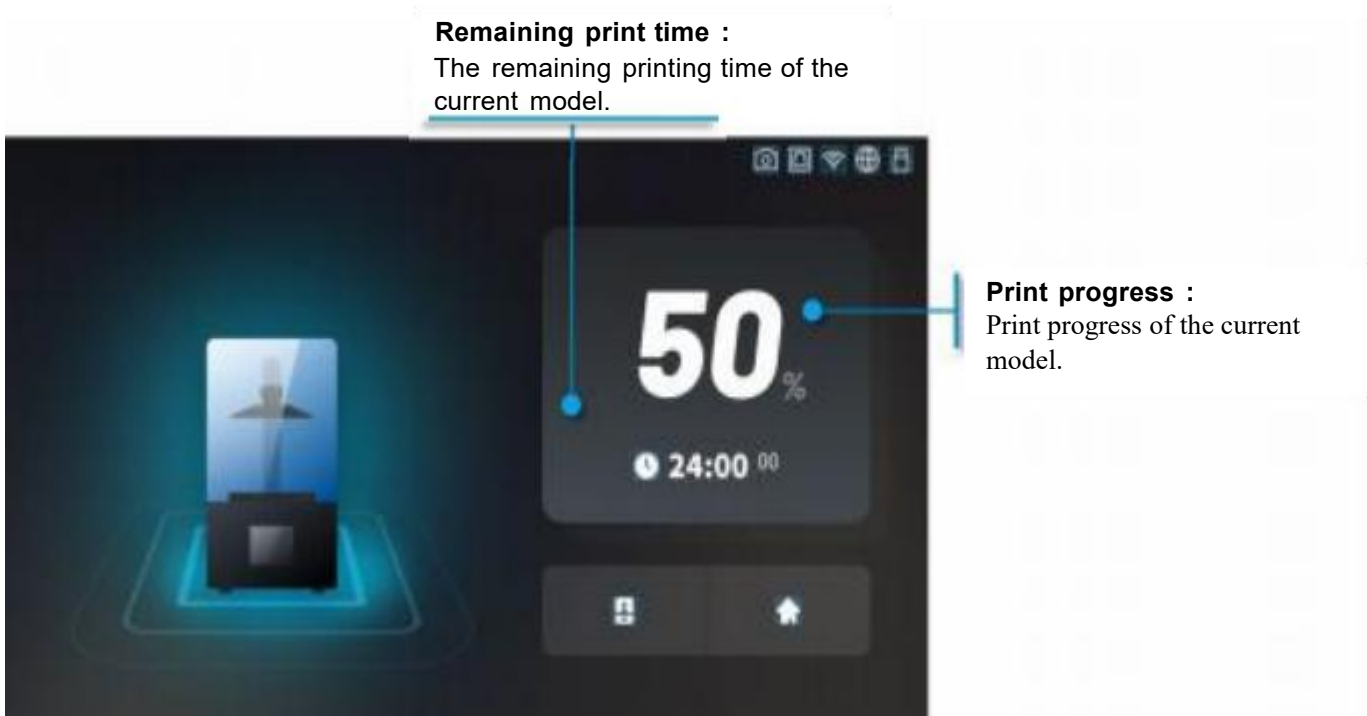 Remaining print time :
The remaining printing time of the
current model.
50%
24:00 00
Print progress :
Print progress of the current
model.